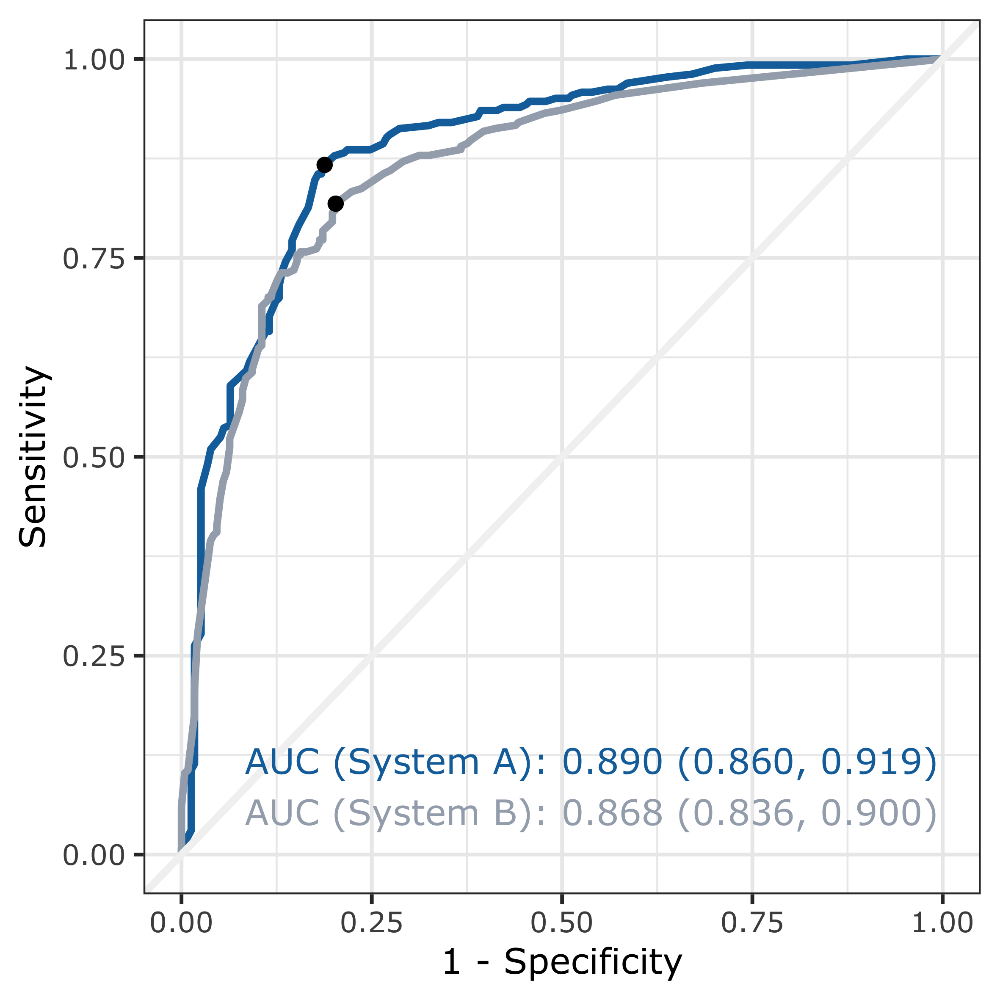 1.00
0.75
0.50
0.25
0.00
Sensitivity
AUC (System A): 0.890 (0.860, 0.919)
AUC (System B): 0.868 (0.836, 0.900)
0.00 0.25 0.50 0.75 1.00
1 - Specificity